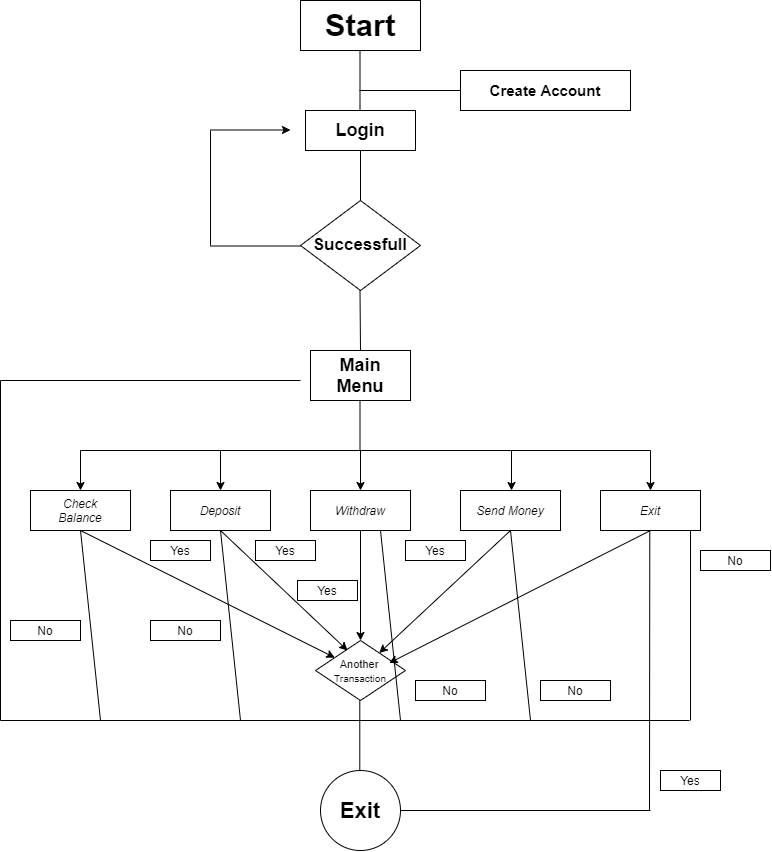 Start
Create Account
Login
Successfull
Main
Menu
Check
Balance
Deposit
Withdraw
Send Money
Exit
Yes
Yes
Yes
No
Yes
No
No
Another
Transaction
No
No
Yes
Exit